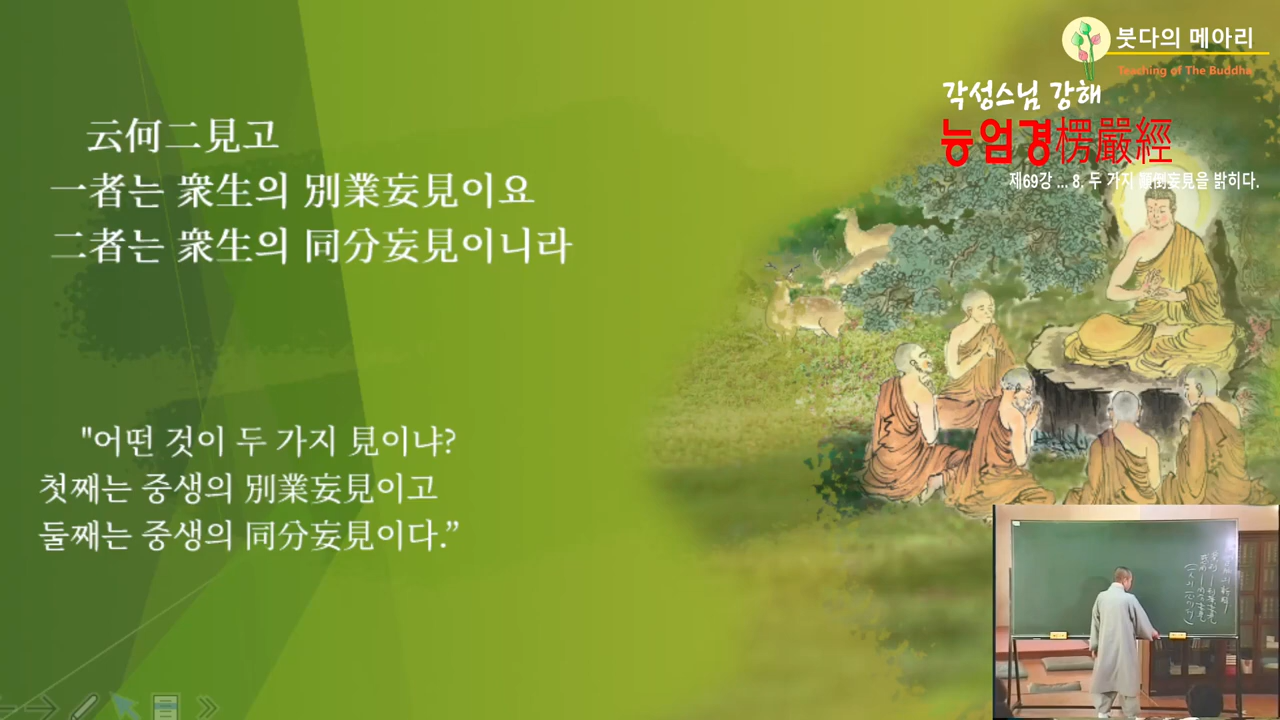 云何二見고
一者는 衆生의 別業妄見이요
二者는 衆生의 同分妄見이니라
"어떤 것이 두 가지 見이냐?
첫째는 중생의 別業妄見이고
둘째는 중생의 同分妄見이다.”
붓다의 메아리
Teaching of The Buddha
각성스님 강해
능엄경楞嚴經
제69강 ... 8. 두 가지 顚倒妄見을 밝히다.